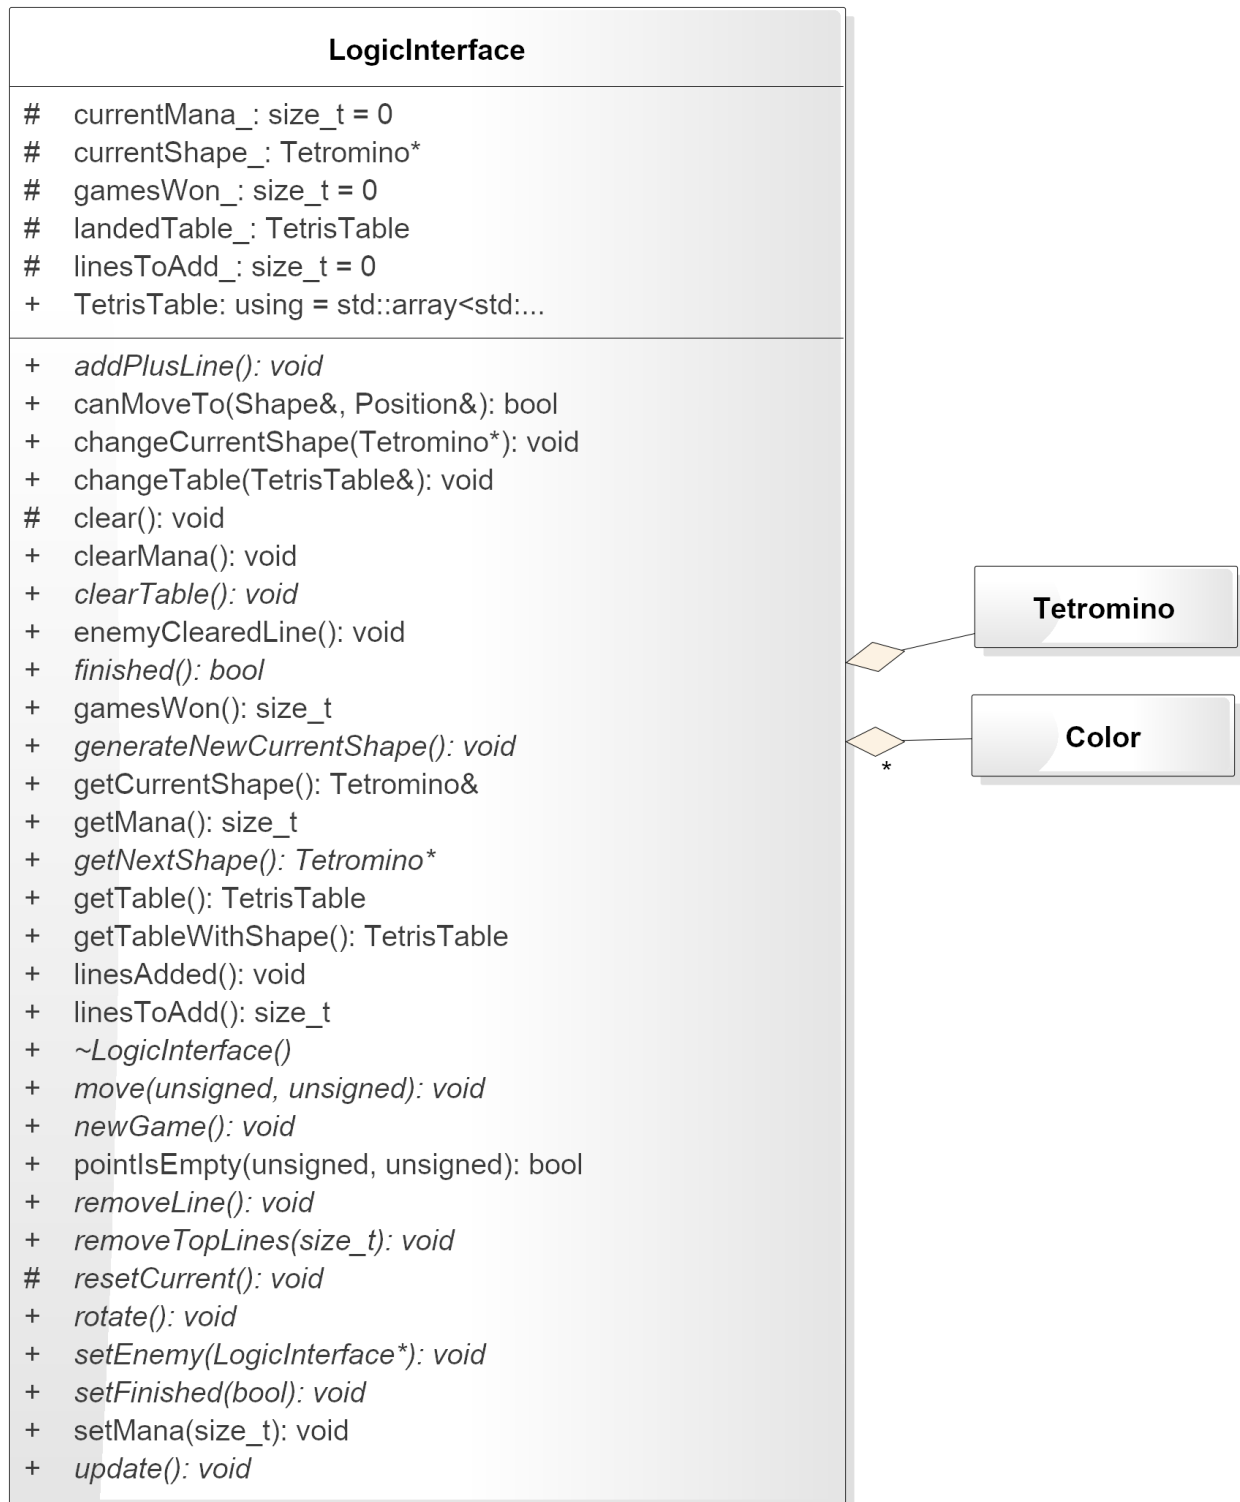 LogicInterface
# currentMana_: size_t = 0
# currentShape_: Tetromino*
# gamesWon_: size_t = 0
# landedTable_: TetrisTable
# linesToAdd_: size_t = 0
+ TetrisTable: using = std::array<std:...
+ addPlusLine(): void
+ canMoveTo(Shape&, Position&): bool
+ changeCurrentShape(Tetromino*): void
+ changeTable(TetrisTable&): void
# clear(): void
+ clearMana(): void
+ clearTable(): void
+ enemyClearedLine(): void
+ finished(): bool
+ gamesWon(): size_t
+ generateNewCurrentShape(): void
+ getCurrentShape(): Tetromino&
+ getMana(): size_t
+ getNextShape(): Tetromino*
+ getTable(): TetrisTable
+ getTableWithShape(): TetrisTable
+ linesAdded(): void
+ linesToAdd(): size_t
+ ~LogicInterface()
+ move(unsigned, unsigned): void
+ newGame(): void
+ pointIsEmpty(unsigned, unsigned): bool
+ removeLine(): void
+ removeTopLines(size_t): void
# resetCurrent(): void
+ rotate(): void
+ setEnemy(LogicInterface*): void
+ setFinished(bool): void
+ setMana(size_t): void
+ update(): void
Tetromino
Color
*